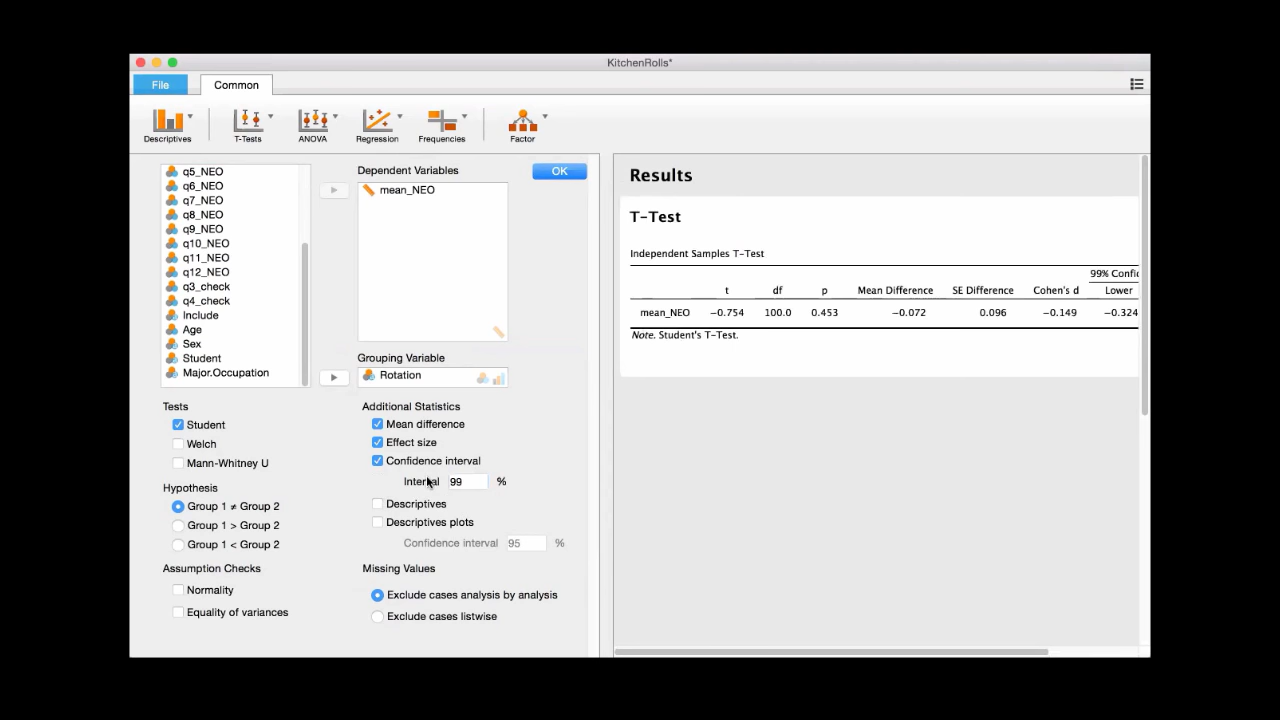 KitchenRolls*
File
Common
Descriptives
T-Tests
ANOVA
Regression
Frequencies
Factor
q5_NEO
q6_NEO
q7_NEO
q8_NEO
q9_NEO
q10_NEO
q11_NEO
q12_NEO
q3_check
q4_check
Include
Age
Sex
Student
Major.Occupation
Dependent Variables
OK
mean_NEO
Grouping Variable
Rotation
Tests
Student
Welch
Mann-Whitney U
Hypothesis
Group 1 ≠ Group 2
Group 1 > Group 2
Group 1 < Group 2
Assumption Checks
Normality
Equality of variances
Additional Statistics
Mean difference
Effect size
Confidence interval
Interval 99 %
Descriptives
Descriptives plots
Confidence interval 95 %
Missing Values
Exclude cases analysis by analysis
Exclude cases listwise
Results
T-Test
Independent Samples T-Test
99% Confi
t df p Mean Difference SE Difference Cohen's d Lower
mean_NEO −0.754 100.0 0.453 −0.072 0.096 −0.149 −0.324
Note. Student's T-Test.